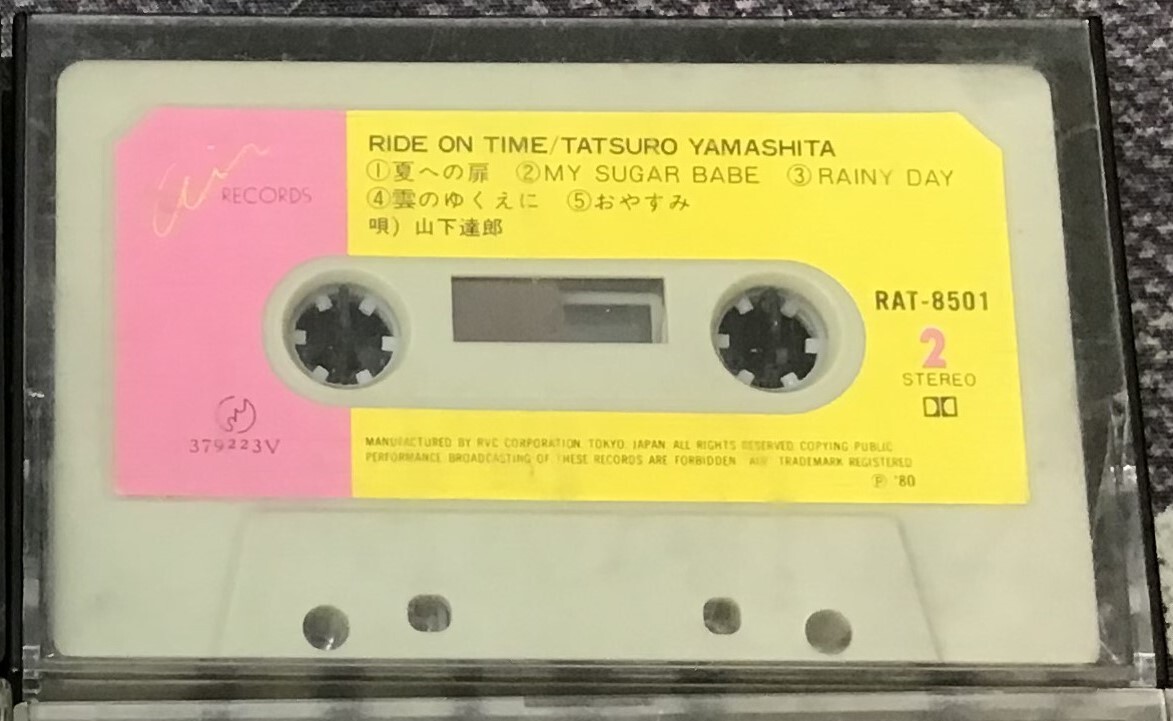 RIDE ON TIME/TATSURO YAMASHITA
①夏への扉 ②MY SUGAR BABE ③RAINY DAY
④雲のゆくえに ⑤おやすみ
唄) 山下達郎
Air RECORDS
RAT-8501
2
STEREO
379223V
MANUFACTURED BY RVC CORPORATION, TOKYO, JAPAN. ALL RIGHTS RESERVED. COPYING PUBLIC
PERFORMANCE BROADCASTING OF THESE RECORDS ARE FORBIDDEN. AIR TRADEMARK REGISTERED
Ⓟ '80